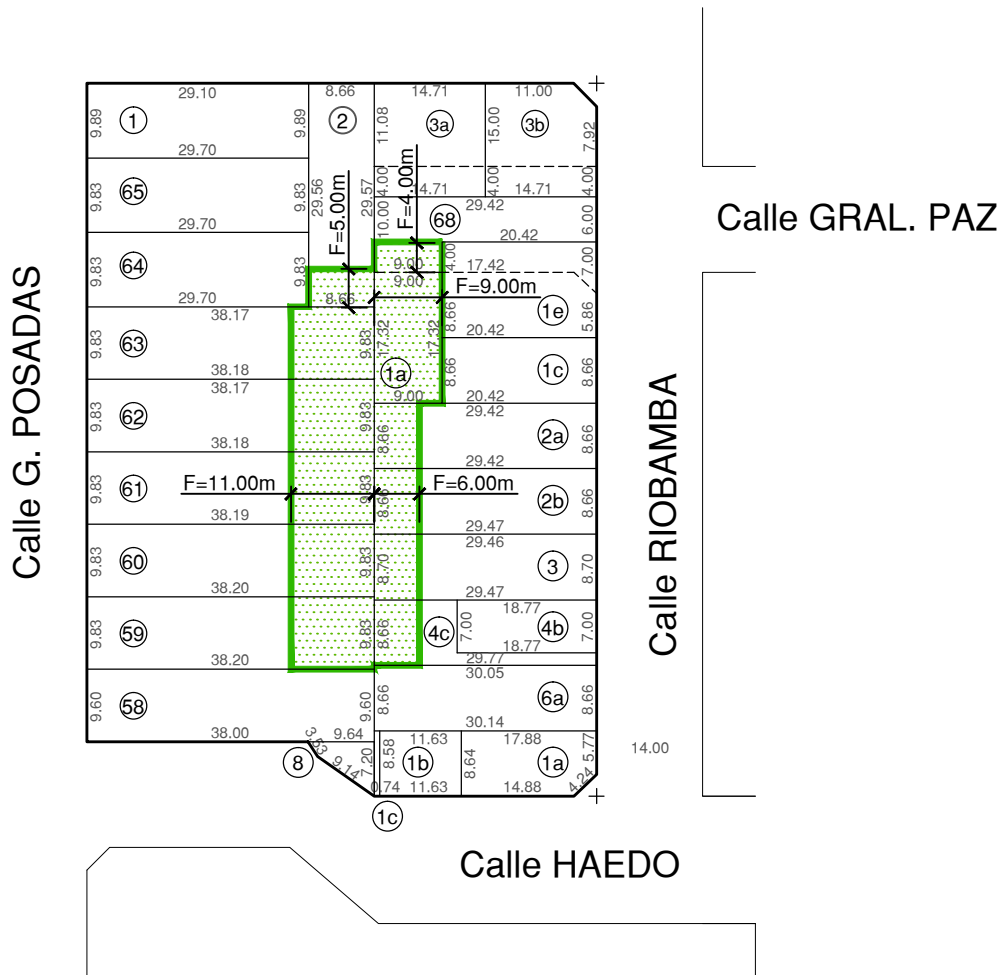 29.10 8.66 14.71 11.00
9.89 1 9.89 2 11.08 3a 15.00 3b 7.92
29.70
F=5.00m F=4.00m
9.83 65 9.83 29.56 29.57 4.00 14.71 4.00 14.71 4.00
10.00 68 29.42 6.00
29.70 20.42
9.83 64 9.83 9.00 4.00 17.42 7.00
9.00
29.70 8.66 F=9.00m
38.17 1e 5.86
9.83 63 9.83 17.32 17.32 8.66 20.42
38.18 1a 8.66 1c 8.66
38.17 9.00 20.42
9.83 62 9.83 8.66 29.42 2a 8.66
38.18 29.42
9.83 61 F=11.00m 9.83 8.66 F=6.00m 2b 8.66
38.19 29.47
29.46
9.83 60 9.83 8.70 3 8.70
38.20 29.47
18.77
9.83 59 9.83 8.66 4c 7.00 4b 7.00
18.77
38.20 29.77
30.05
9.60 58 9.60 8.66 6a 8.66
38.00 9.64 30.14
3.53 11.63 17.88
8 9.14 7.20 8.58 1b 8.64 1a 5.77 14.00
0.74 11.63 14.88 4.24
1c
Calle G. POSADAS
Calle GRAL. PAZ
Calle RIOBAMBA
Calle HAEDO